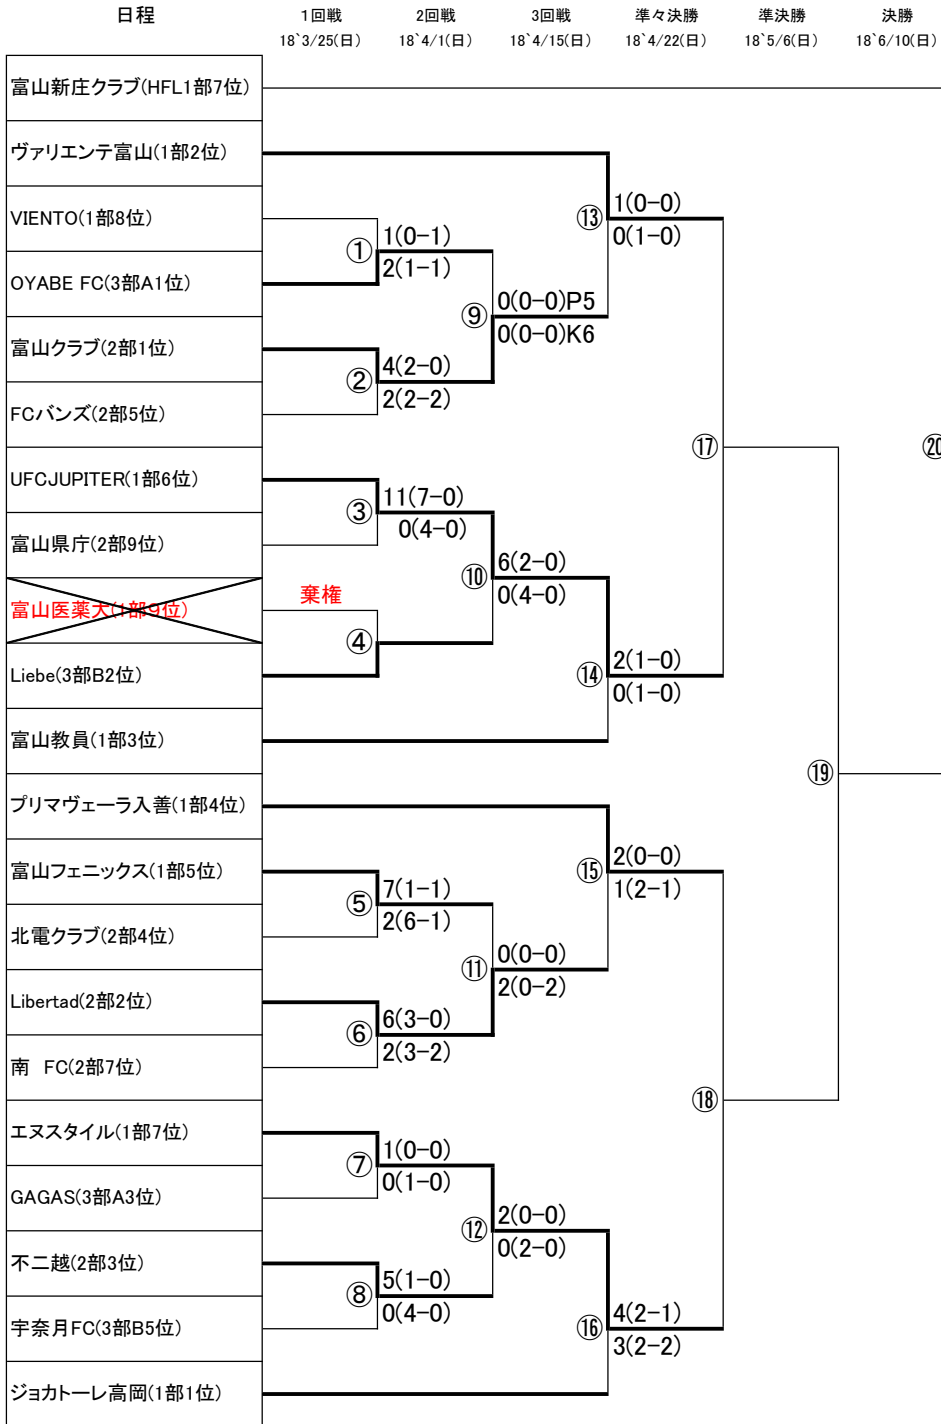 日程 1回戦 2回戦 3回戦 準々決勝 準決勝 決勝
18`3/25(日) 18`4/1(日) 18`4/15(日) 18`4/22(日) 18`5/6(日) 18`6/10(日)
富山新庄クラブ(HFL1部7位)
ヴァリエンテ富山(1部2位)
1(0-0)
VIENTO(1部8位) ⑬
1(0-1) 0(1-0)
①
2(1-1)
OYABE FC(3部A1位)
0(0-0)P5
⑨
0(0-0)K6
富山クラブ(2部1位)
4(2-0)
②
2(2-2)
FCバンズ(2部5位)
⑰ ⑳
UFCJUPITER(1部6位)
11(7-0)
③
0(4-0)
富山県庁(2部9位)
6(2-0)
⑩
棄権 0(4-0)
富山医薬大(1部9位)
④
2(1-0)
Liebe(3部B2位) ⑭
0(1-0)
富山教員(1部3位)
⑲
プリマヴェーラ入善(1部4位)
2(0-0)
富山フェニックス(1部5位) ⑮
7(1-1) 1(2-1)
⑤
2(6-1)
北電クラブ(2部4位)
0(0-0)
⑪
2(0-2)
Libertad(2部2位)
6(3-0)
⑥
2(3-2)
南 FC(2部7位)
⑱
エヌスタイル(1部7位)
1(0-0)
⑦
0(1-0)
GAGAS(3部A3位)
2(0-0)
⑫
0(2-0)
不二越(2部3位)
5(1-0)
⑧
0(4-0)
4(2-1)
宇奈月FC(3部B5位) ⑯
3(2-2)
ジョカトーレ高岡(1部1位)